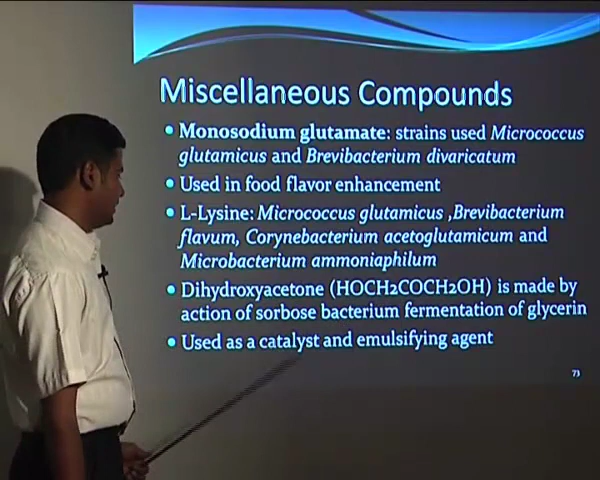 Miscellaneous Compounds
• Monosodium glutamate: strains used Micrococcus
glutamicus and Brevibacterium divaricatum
• Used in food flavor enhancement
• L-Lysine: Micrococcus glutamicus ,Brevibacterium
flavum, Corynebacterium acetoglutamicum and
Microbacterium ammoniaphilum
• Dihydroxyacetone (HOCH2COCH2OH) is made by
action of sorbose bacterium fermentation of glycerin
• Used as a catalyst and emulsifying agent
73